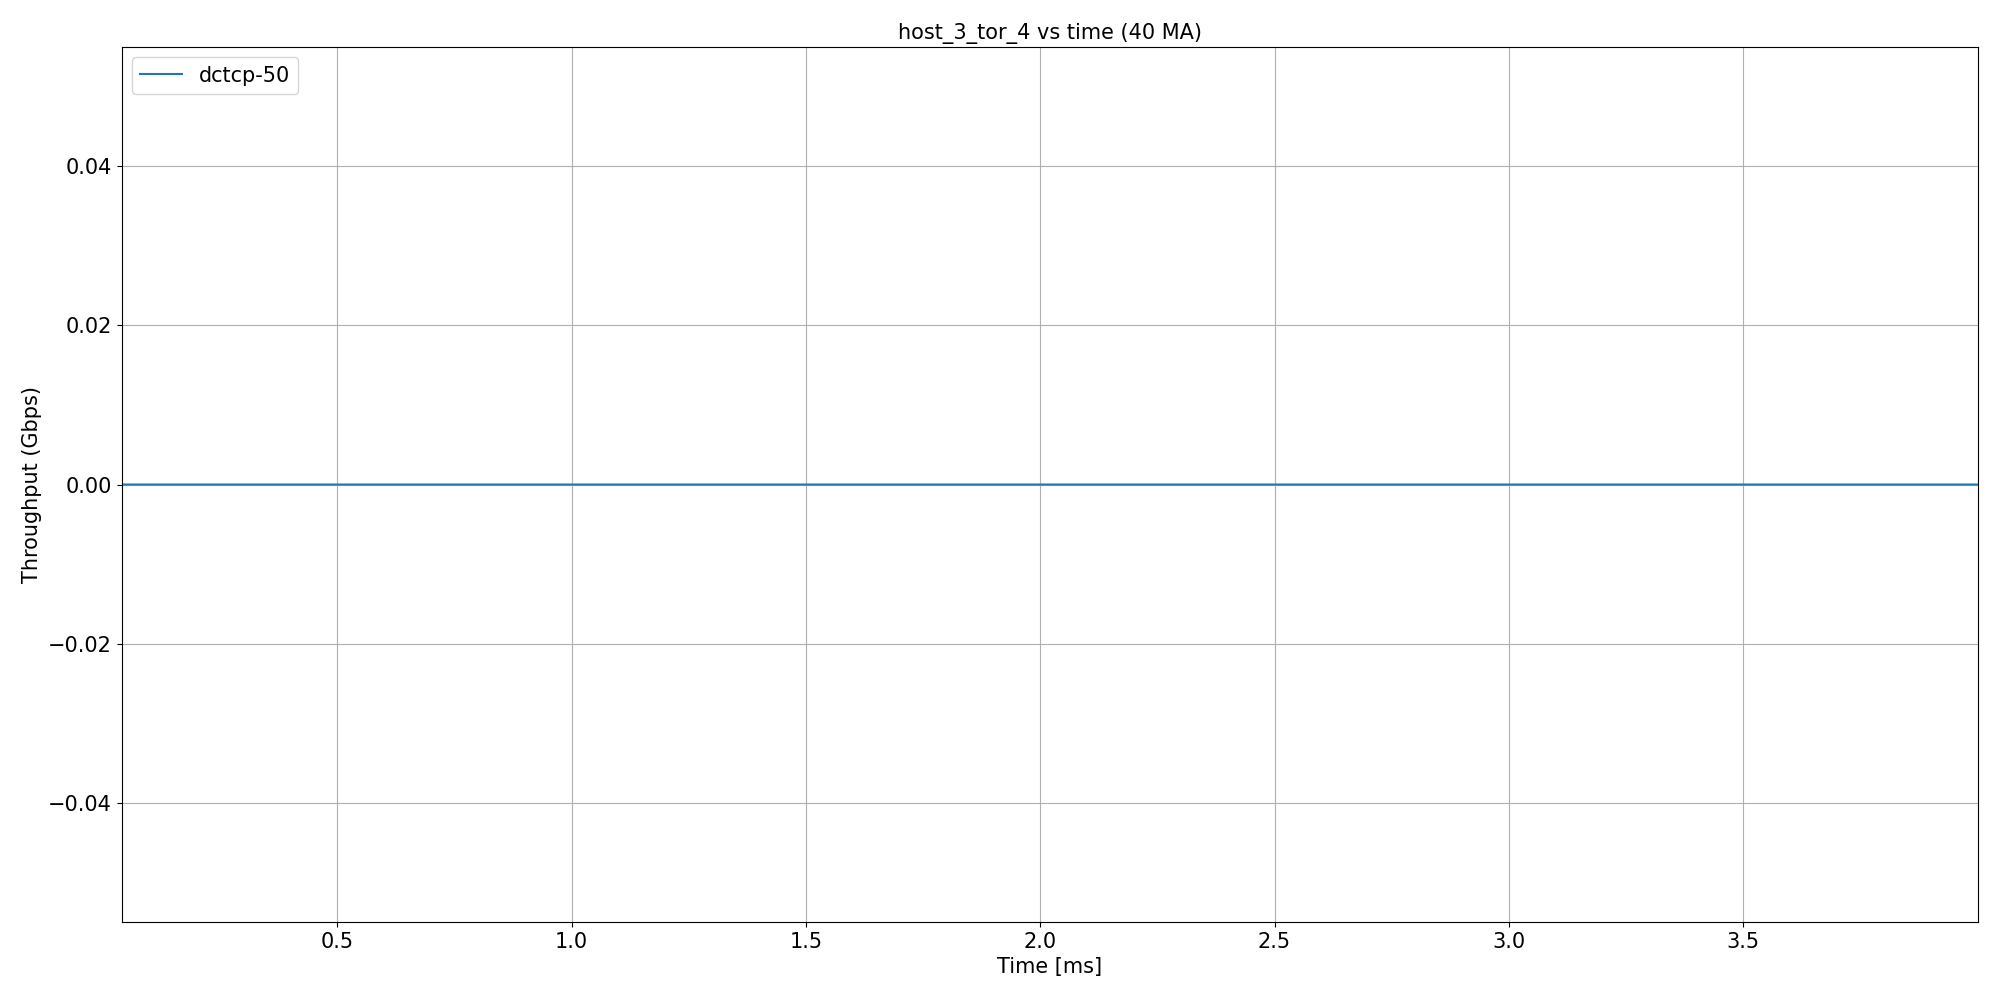 host_3_tor_4 vs time (40 MA)
dctcp-50
0.04
0.02
0.00
−0.02
−0.04
Throughput (Gbps)
0.5 1.0 1.5 2.0 2.5 3.0 3.5
Time [ms]